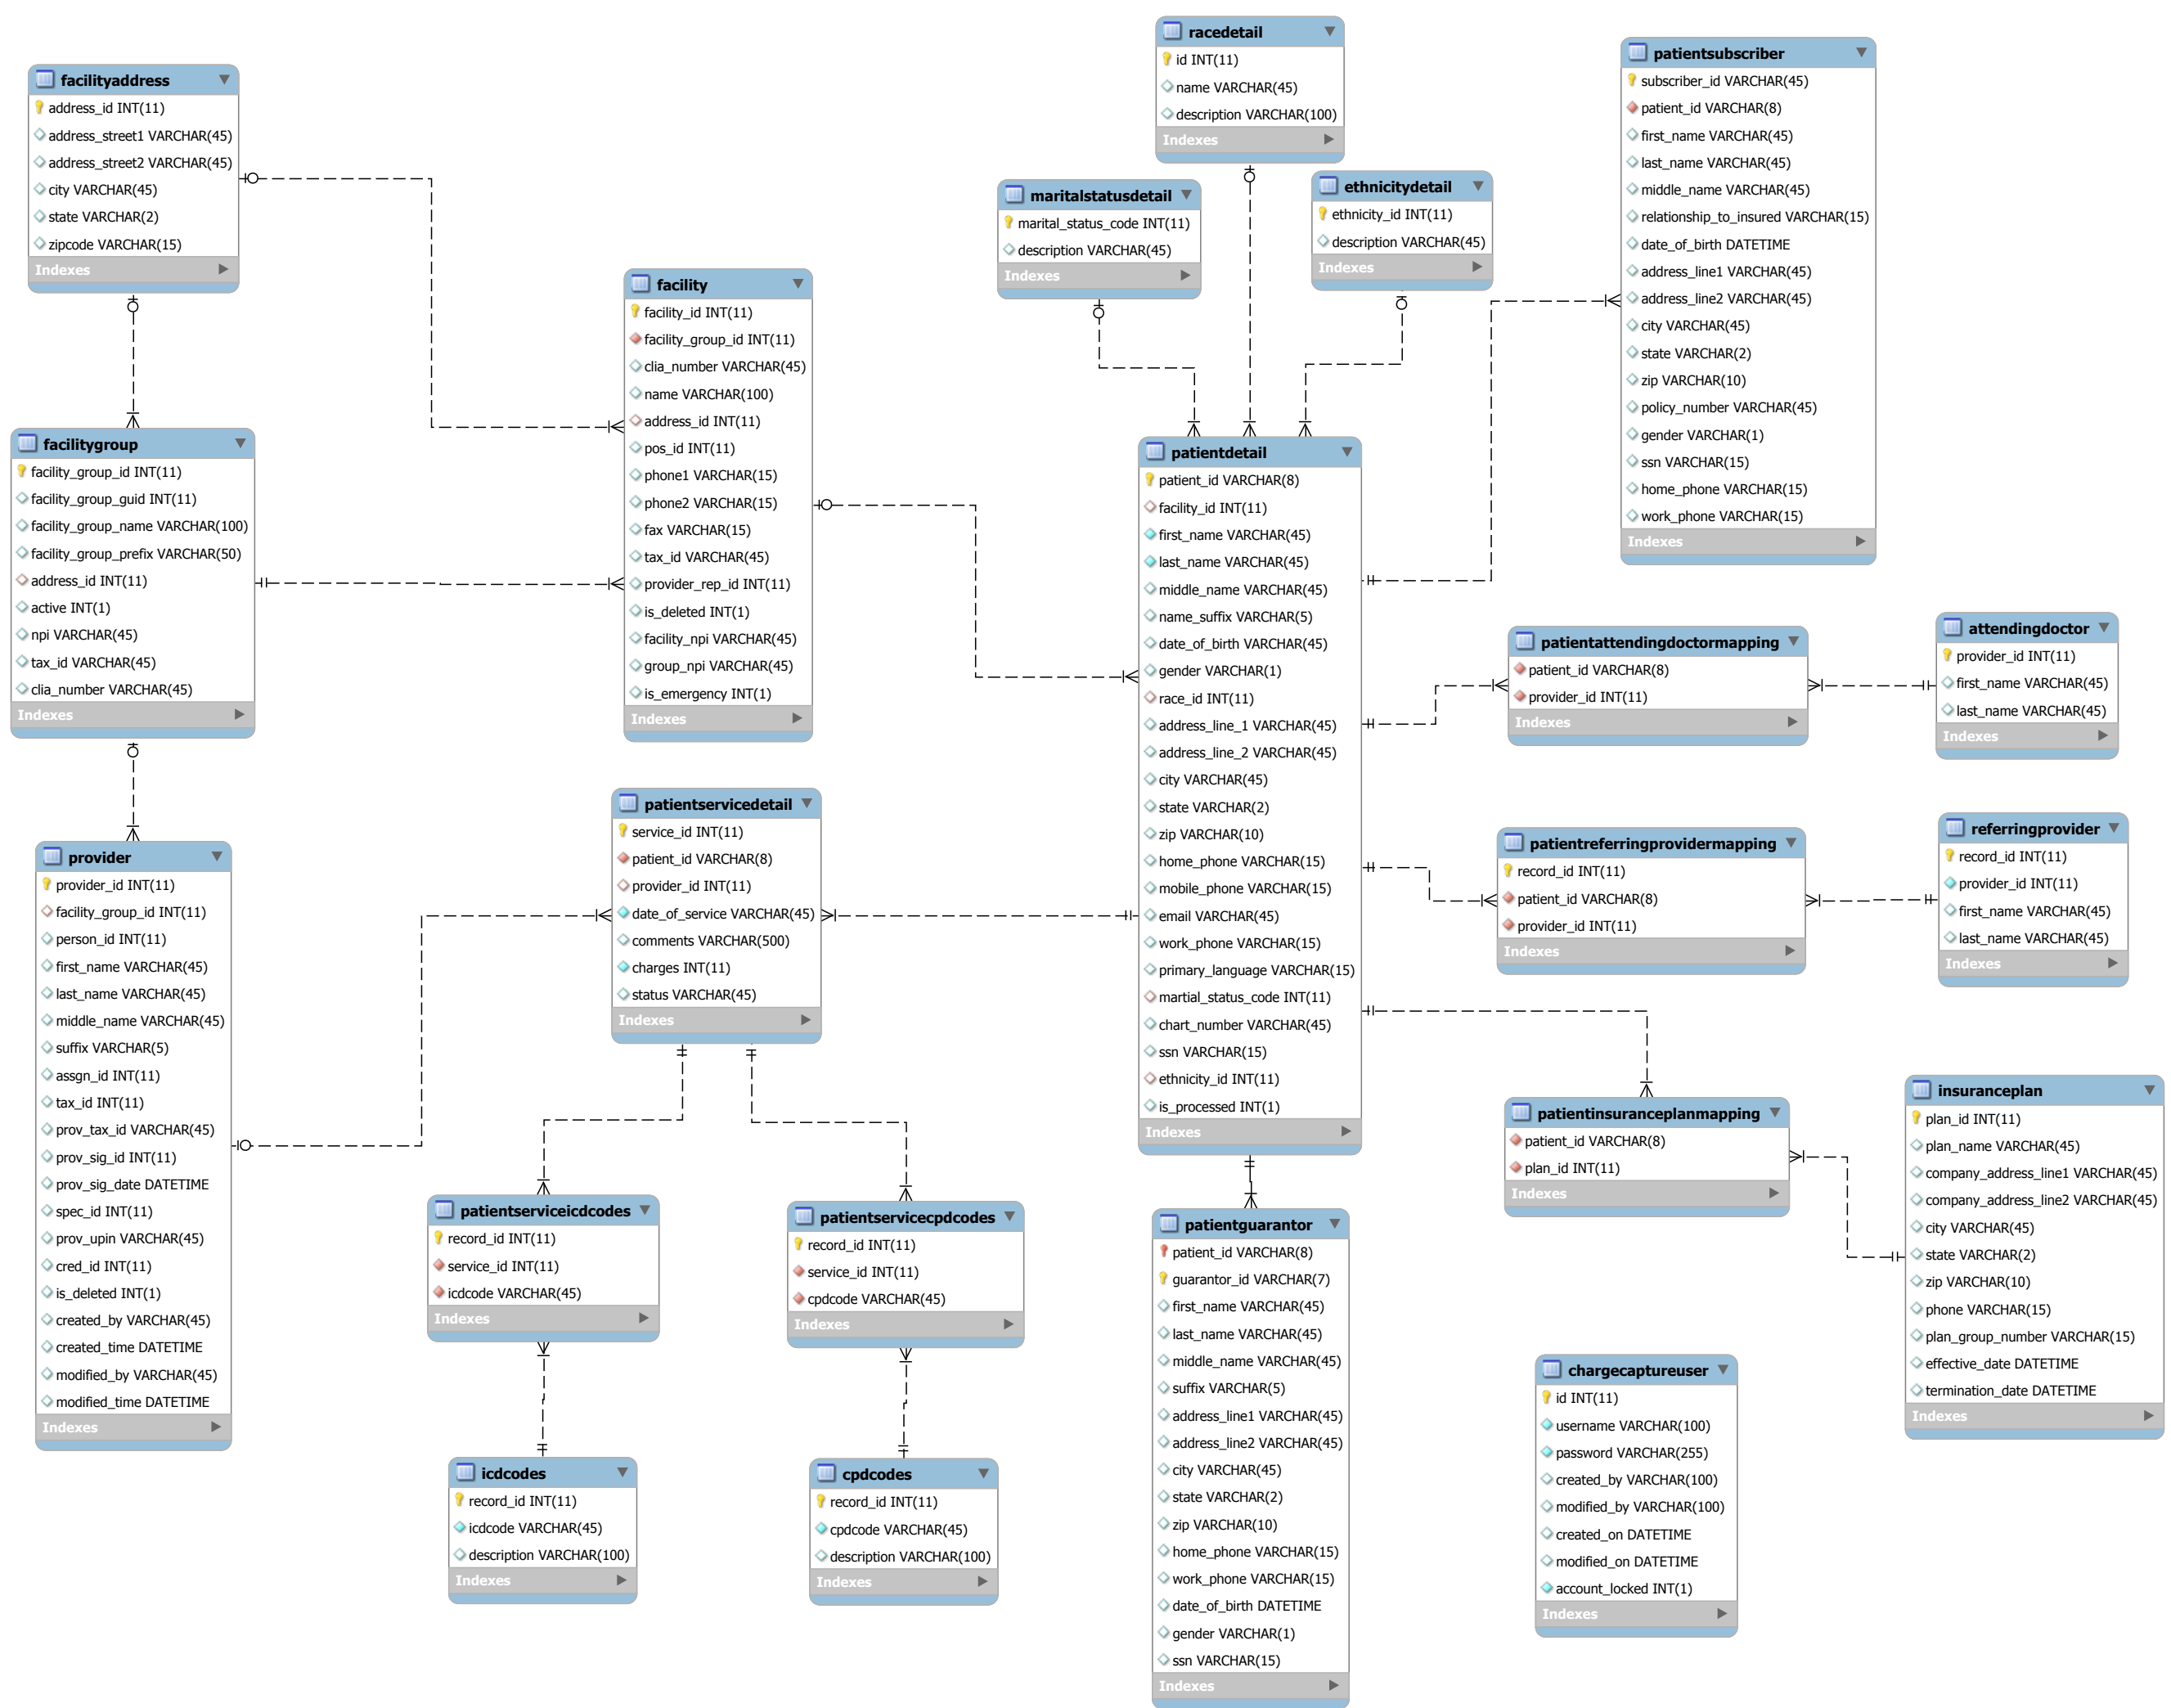 facilityaddress
address_id INT(11)
address_street1 VARCHAR(45)
address_street2 VARCHAR(45)
city VARCHAR(45)
state VARCHAR(2)
zipcode VARCHAR(15)
Indexes
facilitygroup
facility_group_id INT(11)
facility_group_guid INT(11)
facility_group_name VARCHAR(100)
facility_group_prefix VARCHAR(50)
address_id INT(11)
active INT(1)
npi VARCHAR(45)
tax_id VARCHAR(45)
clia_number VARCHAR(45)
Indexes
provider
provider_id INT(11)
facility_group_id INT(11)
person_id INT(11)
first_name VARCHAR(45)
last_name VARCHAR(45)
middle_name VARCHAR(45)
suffix VARCHAR(5)
assgn_id INT(11)
tax_id INT(11)
prov_tax_id VARCHAR(45)
prov_sig_id INT(11)
prov_sig_date DATETIME
spec_id INT(11)
prov_upin VARCHAR(45)
cred_id INT(11)
is_deleted INT(1)
created_by VARCHAR(45)
created_time DATETIME
modified_by VARCHAR(45)
modified_time DATETIME
Indexes
facility
facility_id INT(11)
facility_group_id INT(11)
clia_number VARCHAR(45)
name VARCHAR(100)
address_id INT(11)
pos_id INT(11)
phone1 VARCHAR(15)
phone2 VARCHAR(15)
fax VARCHAR(15)
tax_id VARCHAR(45)
provider_rep_id INT(11)
is_deleted INT(1)
facility_npi VARCHAR(45)
group_npi VARCHAR(45)
is_emergency INT(1)
Indexes
patientservicedetail
service_id INT(11)
patient_id VARCHAR(8)
provider_id INT(11)
date_of_service VARCHAR(45)
comments VARCHAR(500)
charges INT(11)
status VARCHAR(45)
Indexes
patientserviceicdcodes
record_id INT(11)
service_id INT(11)
icdcode VARCHAR(45)
Indexes
patientservicecpdcodes
record_id INT(11)
service_id INT(11)
cpdcode VARCHAR(45)
Indexes
icdcodes
record_id INT(11)
icdcode VARCHAR(45)
description VARCHAR(100)
Indexes
cpdcodes
record_id INT(11)
cpdcode VARCHAR(45)
description VARCHAR(100)
Indexes
racedetail
id INT(11)
name VARCHAR(45)
description VARCHAR(100)
Indexes
maritalstatusdetail
marital_status_code INT(11)
description VARCHAR(45)
Indexes
ethnicitydetail
ethnicity_id INT(11)
description VARCHAR(45)
Indexes
patientdetail
patient_id VARCHAR(8)
facility_id INT(11)
first_name VARCHAR(45)
last_name VARCHAR(45)
middle_name VARCHAR(45)
name_suffix VARCHAR(5)
date_of_birth VARCHAR(45)
gender VARCHAR(1)
race_id INT(11)
address_line_1 VARCHAR(45)
address_line_2 VARCHAR(45)
city VARCHAR(45)
state VARCHAR(2)
zip VARCHAR(10)
home_phone VARCHAR(15)
mobile_phone VARCHAR(15)
email VARCHAR(45)
work_phone VARCHAR(15)
primary_language VARCHAR(15)
martial_status_code INT(11)
chart_number VARCHAR(45)
ssn VARCHAR(15)
ethnicity_id INT(11)
is_processed INT(1)
Indexes
patientguarantor
patient_id VARCHAR(8)
guarantor_id VARCHAR(7)
first_name VARCHAR(45)
last_name VARCHAR(45)
middle_name VARCHAR(45)
suffix VARCHAR(5)
address_line1 VARCHAR(45)
address_line2 VARCHAR(45)
city VARCHAR(45)
state VARCHAR(2)
zip VARCHAR(10)
home_phone VARCHAR(15)
work_phone VARCHAR(15)
date_of_birth DATETIME
gender VARCHAR(1)
ssn VARCHAR(15)
Indexes
patientsubscriber
subscriber_id VARCHAR(45)
patient_id VARCHAR(8)
first_name VARCHAR(45)
last_name VARCHAR(45)
middle_name VARCHAR(45)
relationship_to_insured VARCHAR(15)
date_of_birth DATETIME
address_line1 VARCHAR(45)
address_line2 VARCHAR(45)
city VARCHAR(45)
state VARCHAR(2)
zip VARCHAR(10)
policy_number VARCHAR(45)
gender VARCHAR(1)
ssn VARCHAR(15)
home_phone VARCHAR(15)
work_phone VARCHAR(15)
Indexes
patientattendingdoctormapping
patient_id VARCHAR(8)
provider_id INT(11)
Indexes
attendingdoctor
provider_id INT(11)
first_name VARCHAR(45)
last_name VARCHAR(45)
Indexes
patientreferringprovidermapping
record_id INT(11)
patient_id VARCHAR(8)
provider_id INT(11)
Indexes
referringprovider
record_id INT(11)
provider_id INT(11)
first_name VARCHAR(45)
last_name VARCHAR(45)
Indexes
patientinsuranceplanmapping
patient_id VARCHAR(8)
plan_id INT(11)
Indexes
insuranceplan
plan_id INT(11)
plan_name VARCHAR(45)
company_address_line1 VARCHAR(45)
company_address_line2 VARCHAR(45)
city VARCHAR(45)
state VARCHAR(2)
zip VARCHAR(10)
phone VARCHAR(15)
plan_group_number VARCHAR(15)
effective_date DATETIME
termination_date DATETIME
Indexes
chargecaptureuser
id INT(11)
username VARCHAR(100)
password VARCHAR(255)
created_by VARCHAR(100)
modified_by VARCHAR(100)
created_on DATETIME
modified_on DATETIME
account_locked INT(1)
Indexes